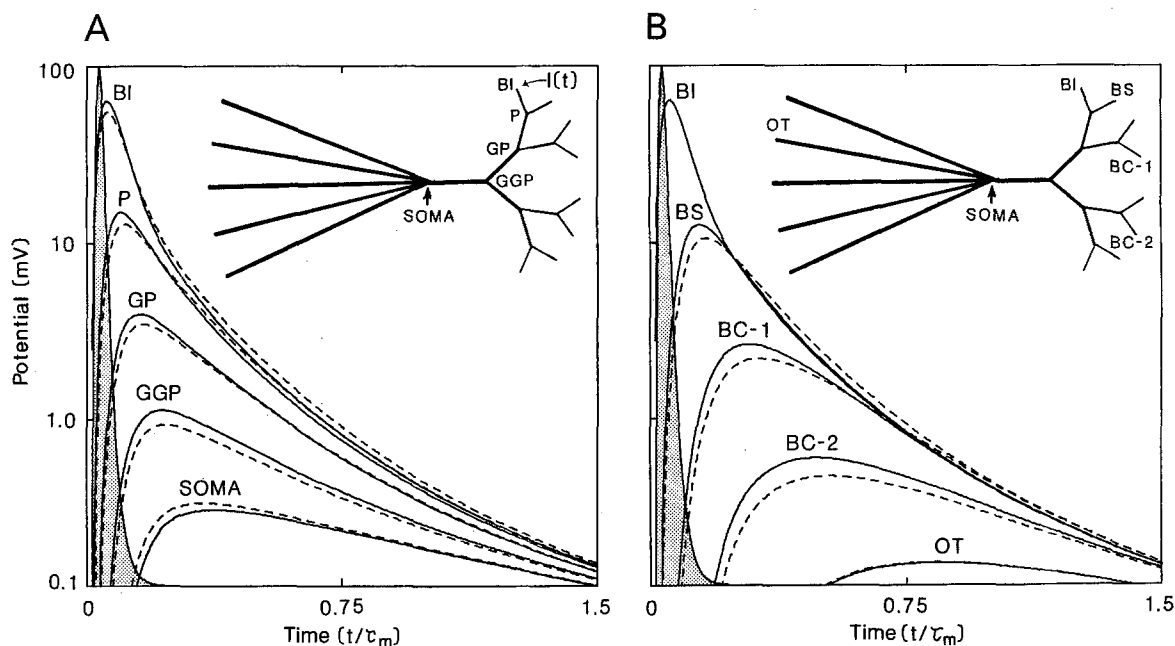 A
B
100
10
1.0
0.1
Potential (mV)
BI
P
GP
GGP
SOMA
BI
I(t)
P
GP
GGP
SOMA
0
0.75
1.5
Time (t/τm)
BI
BS
BC-1
BC-2
OT
OT
BI
BS
BC-1
BC-2
SOMA
0
0.75
1.5
Time (t/τm)